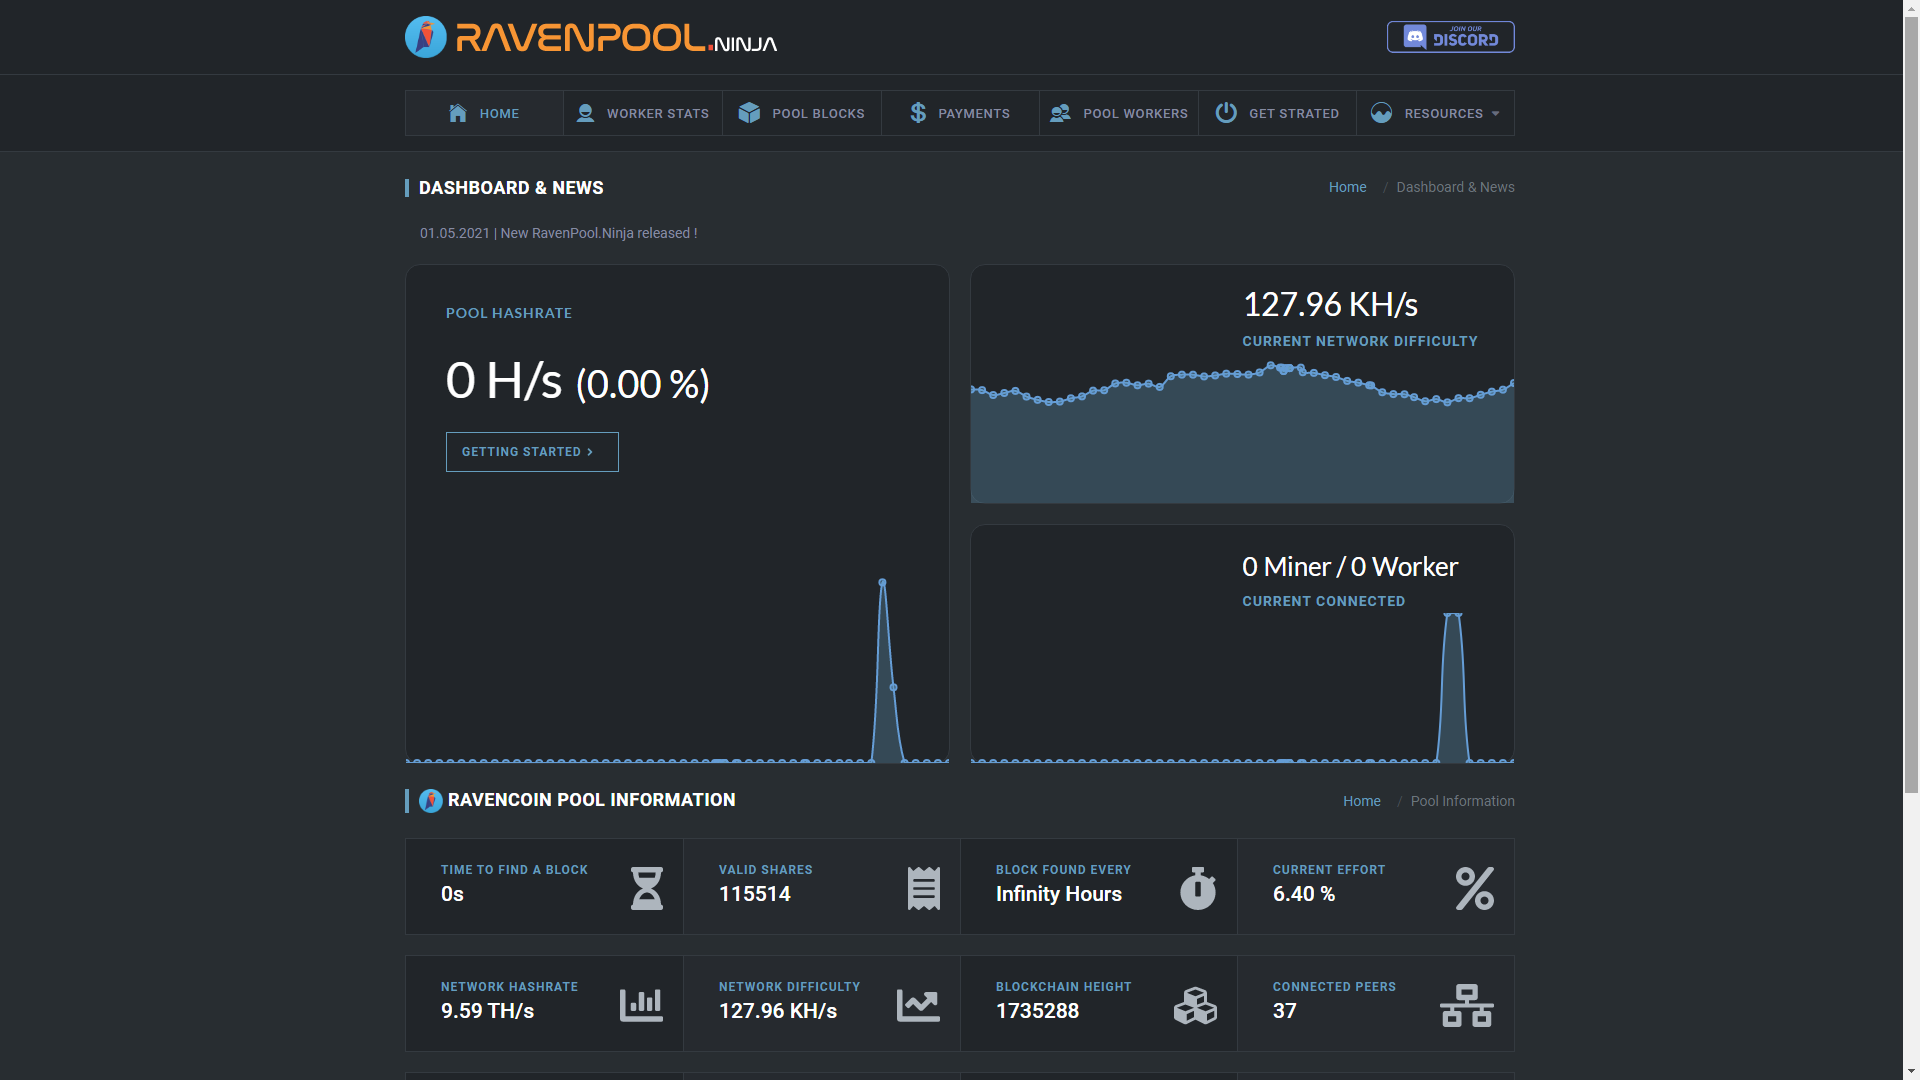 RAVENPOOL.NINJA
JOIN OUR
DISCORD
HOME
WORKER STATS
POOL BLOCKS
PAYMENTS
POOL WORKERS
GET STRATED
RESOURCES
DASHBOARD & NEWS
Home / Dashboard & News
01.05.2021 | New RavenPool.Ninja released !
POOL HASHRATE
0 H/s (0.00 %)
GETTING STARTED
127.96 KH/s
CURRENT NETWORK DIFFICULTY
0 Miner / 0 Worker
CURRENT CONNECTED
RAVENCOIN POOL INFORMATION
Home / Pool Information
TIME TO FIND A BLOCK
0s
VALID SHARES
115514
BLOCK FOUND EVERY
Infinity Hours
CURRENT EFFORT
6.40 %
NETWORK HASHRATE
9.59 TH/s
NETWORK DIFFICULTY
127.96 KH/s
BLOCKCHAIN HEIGHT
1735288
CONNECTED PEERS
37